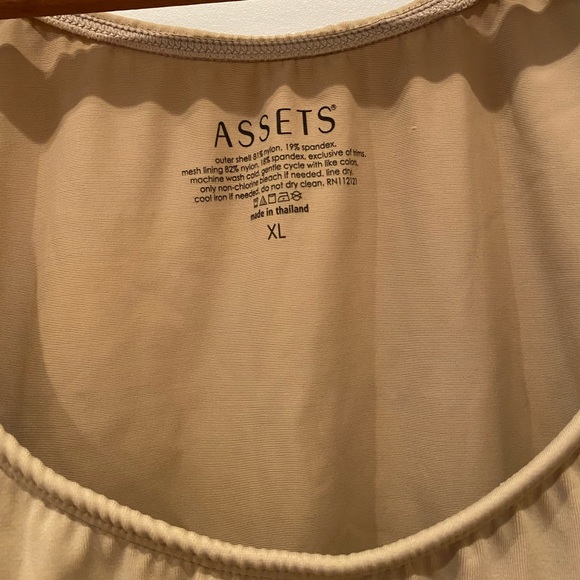 ASSETS®
outer shell 81% nylon, 19% spandex,
mesh lining 82% nylon, 18% spandex, exclusive of trims.
machine wash cold, gentle cycle with like colors,
only non-chlorine bleach if needed. line dry,
cool iron if needed. do not dry clean, RN112121
made in thailand
XL